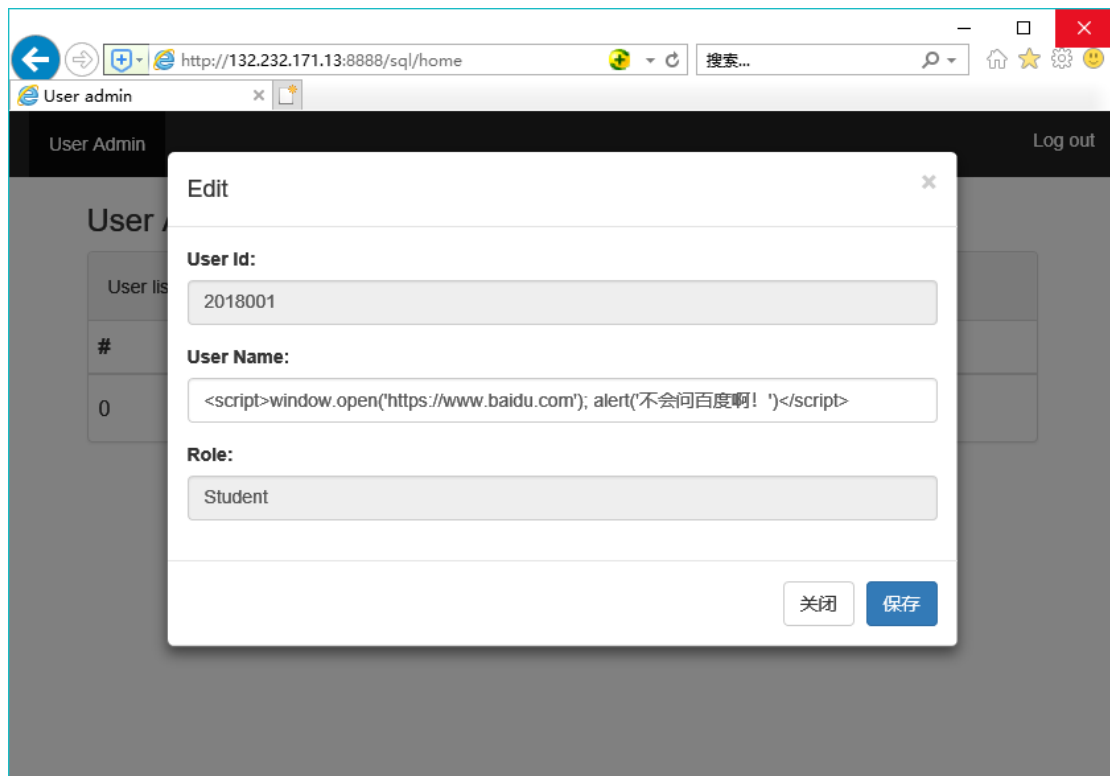 http://132.232.171.13:8888/sql/home
搜索...
User admin
User Admin
Log out
Edit
User A
User Id:
User lis
2018001
#
User Name:
0
<script>window.open('https://www.baidu.com'); alert('不会问百度啊！')</script>
Role:
Student
关闭
保存